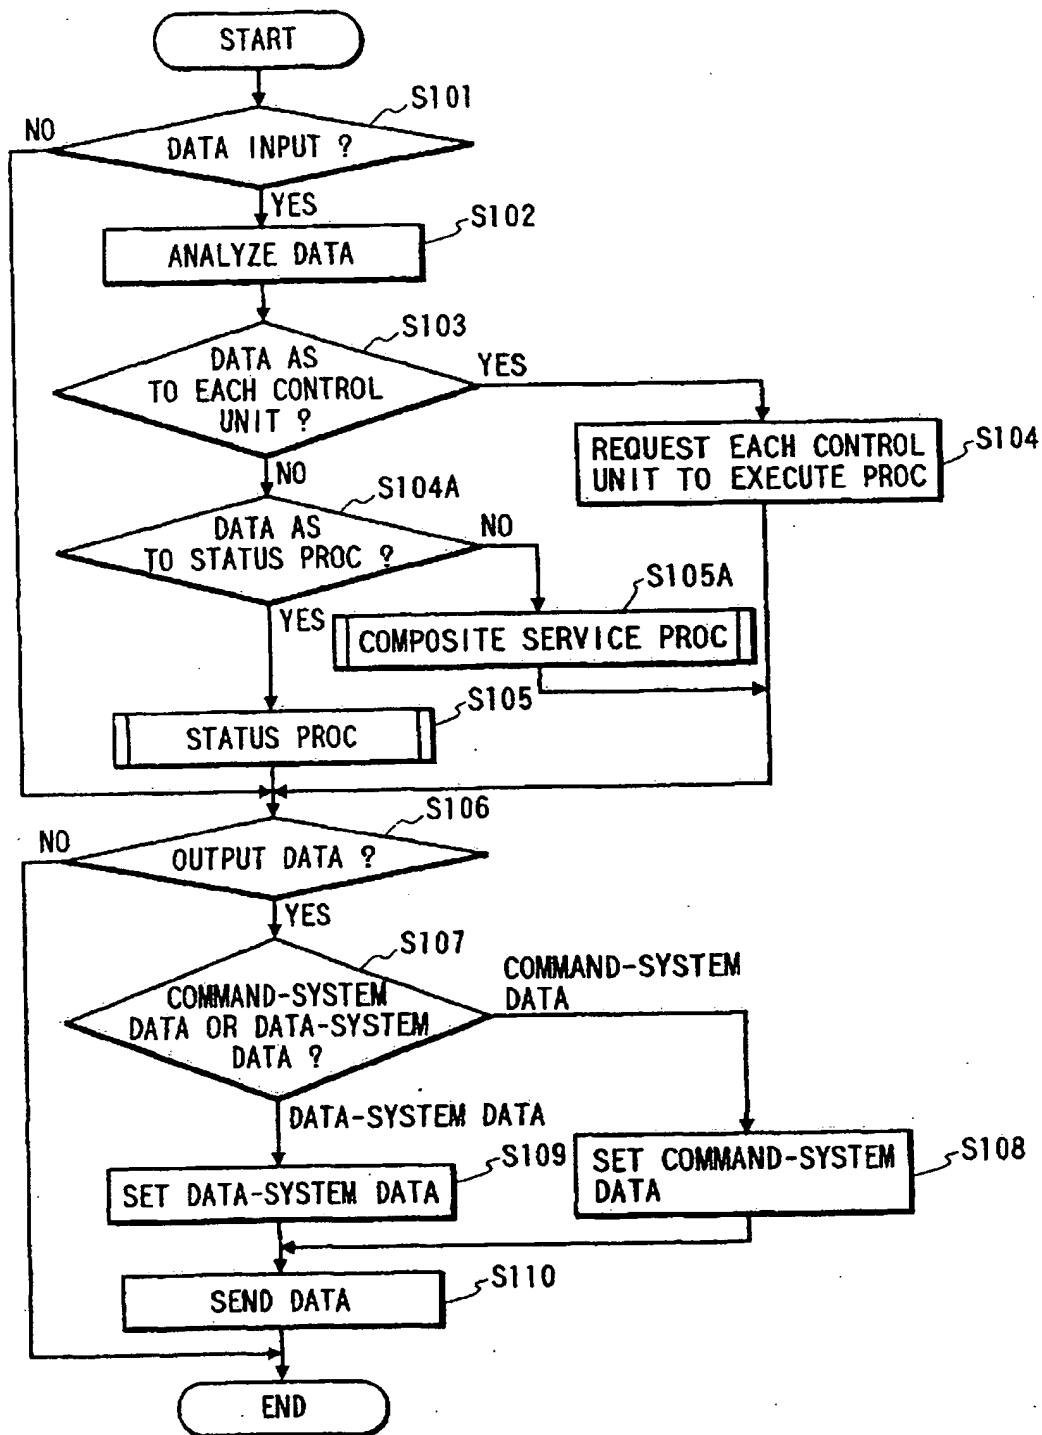 START
S101
NO
DATA INPUT ?
YES
S102
ANALYZE DATA
S103
DATA AS
TO EACH CONTROL
UNIT ?
YES
S104
REQUEST EACH CONTROL
UNIT TO EXECUTE PROC
NO
S104A
DATA AS
TO STATUS PROC ?
NO
S105A
YES
COMPOSITE SERVICE PROC
S105
STATUS PROC
S106
NO
OUTPUT DATA ?
YES
S107
COMMAND-SYSTEM
DATA OR DATA-SYSTEM
DATA ?
COMMAND-SYSTEM
DATA
DATA-SYSTEM DATA
S109
SET DATA-SYSTEM DATA
S108
SET COMMAND-SYSTEM
DATA
S110
SEND DATA
END